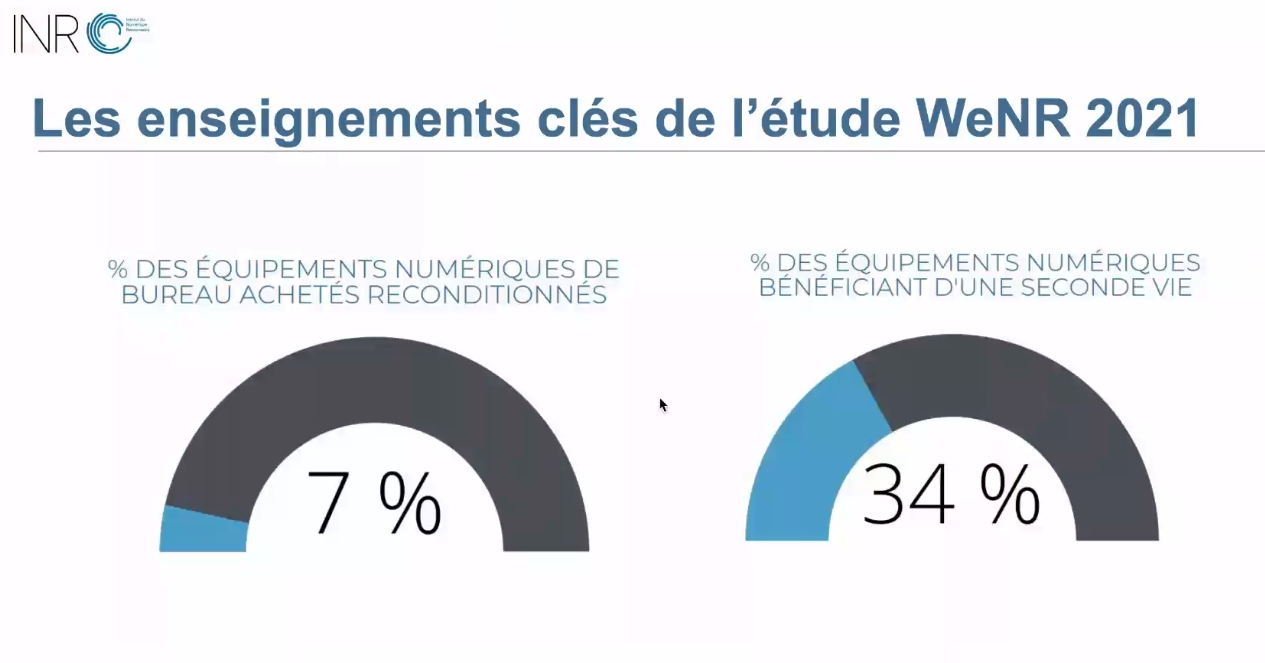 INR
Institut du
Numérique
Responsable
Les enseignements clés de l’étude WeNR 2021
% DES ÉQUIPEMENTS NUMÉRIQUES DE
BUREAU ACHETÉS RECONDITIONNÉS
7 %
% DES ÉQUIPEMENTS NUMÉRIQUES
BÉNÉFICIANT D'UNE SECONDE VIE
34 %